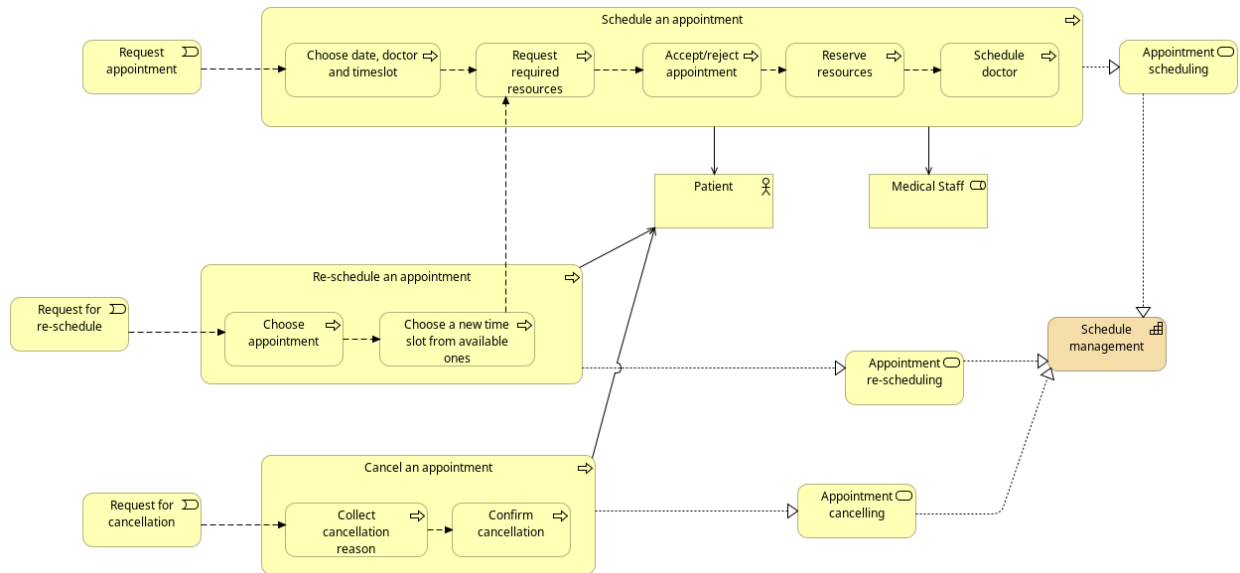 Schedule an appointment
Request
appointment
Choose date, doctor
and timeslot
Request
required
resources
Accept/reject
appointment
Reserve
resources
Schedule
doctor
Appointment
scheduling
Patient
Medical Staff
Re-schedule an appointment
Request for
re-schedule
Choose
appointment
Choose a new time
slot from available
ones
Schedule
management
Appointment
re-scheduling
Cancel an appointment
Request for
cancellation
Collect
cancellation
reason
Confirm
cancellation
Appointment
cancelling